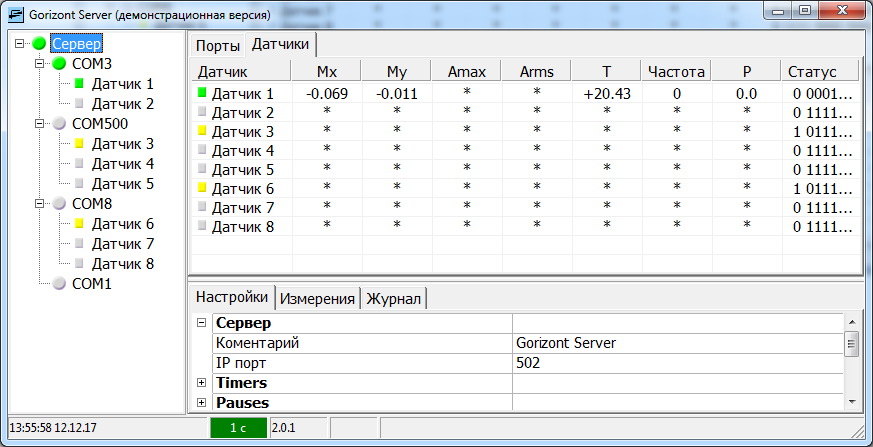 Gorizont Server (демонстрационная версия)
Сервер
COM3
Датчик 1
Датчик 2
COM500
Датчик 3
Датчик 4
Датчик 5
COM8
Датчик 6
Датчик 7
Датчик 8
COM1
Порты Датчики
Датчик Mx My Amax Arms T Частота P Статус
Датчик 1 -0.069 -0.011 * * +20.43 0 0.0 0 0001...
Датчик 2 * * * * * * * 0 1111...
Датчик 3 * * * * * * * 1 0111...
Датчик 4 * * * * * * * 0 1111...
Датчик 5 * * * * * * * 0 1111...
Датчик 6 * * * * * * * 1 0111...
Датчик 7 * * * * * * * 0 1111...
Датчик 8 * * * * * * * 0 1111...
Настройки Измерения Журнал
Сервер
Коментарий Gorizont Server
IP порт 502
Timers
Pauses
13:55:58 12.12.17 1 с 2.0.1